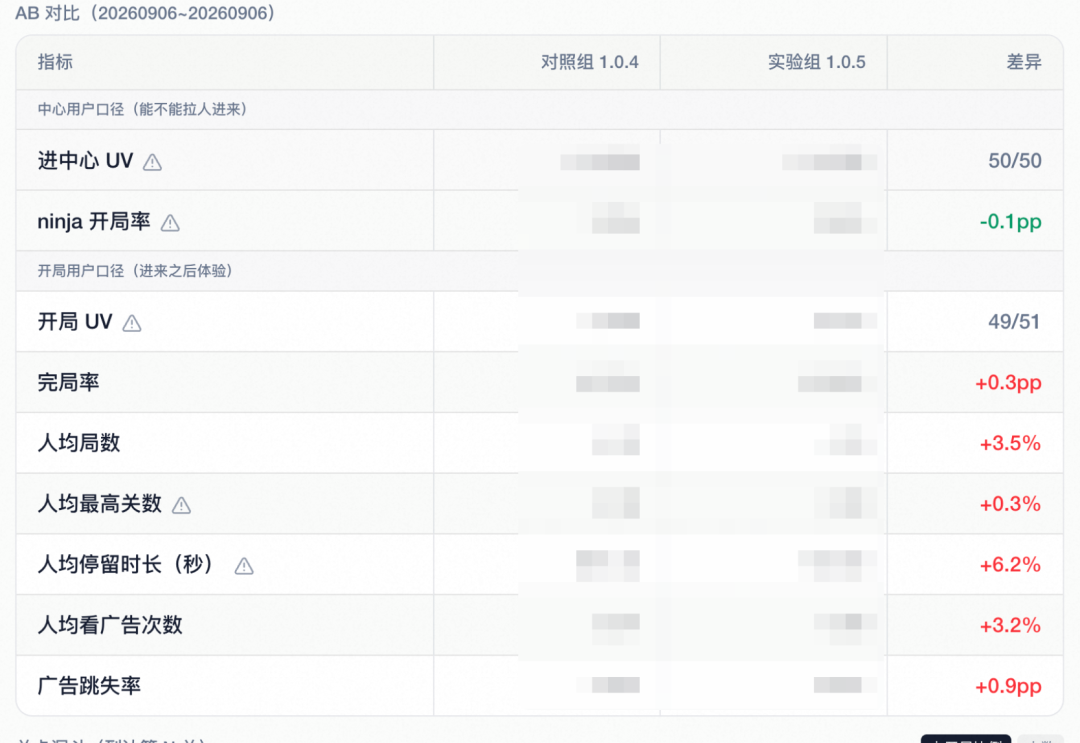 AB 对比（20260906~20260906）
指标 对照组 1.0.4 实验组 1.0.5 差异
中心用户口径（能不能拉人进来）
进中心 UV 50/50
ninja 开局率 -0.1pp
开局用户口径（进来之后体验）
开局 UV 49/51
完局率 +0.3pp
人均局数 +3.5%
人均最高关数 +0.3%
人均停留时长（秒） +6.2%
人均看广告次数 +3.2%
广告跳失率 +0.9pp